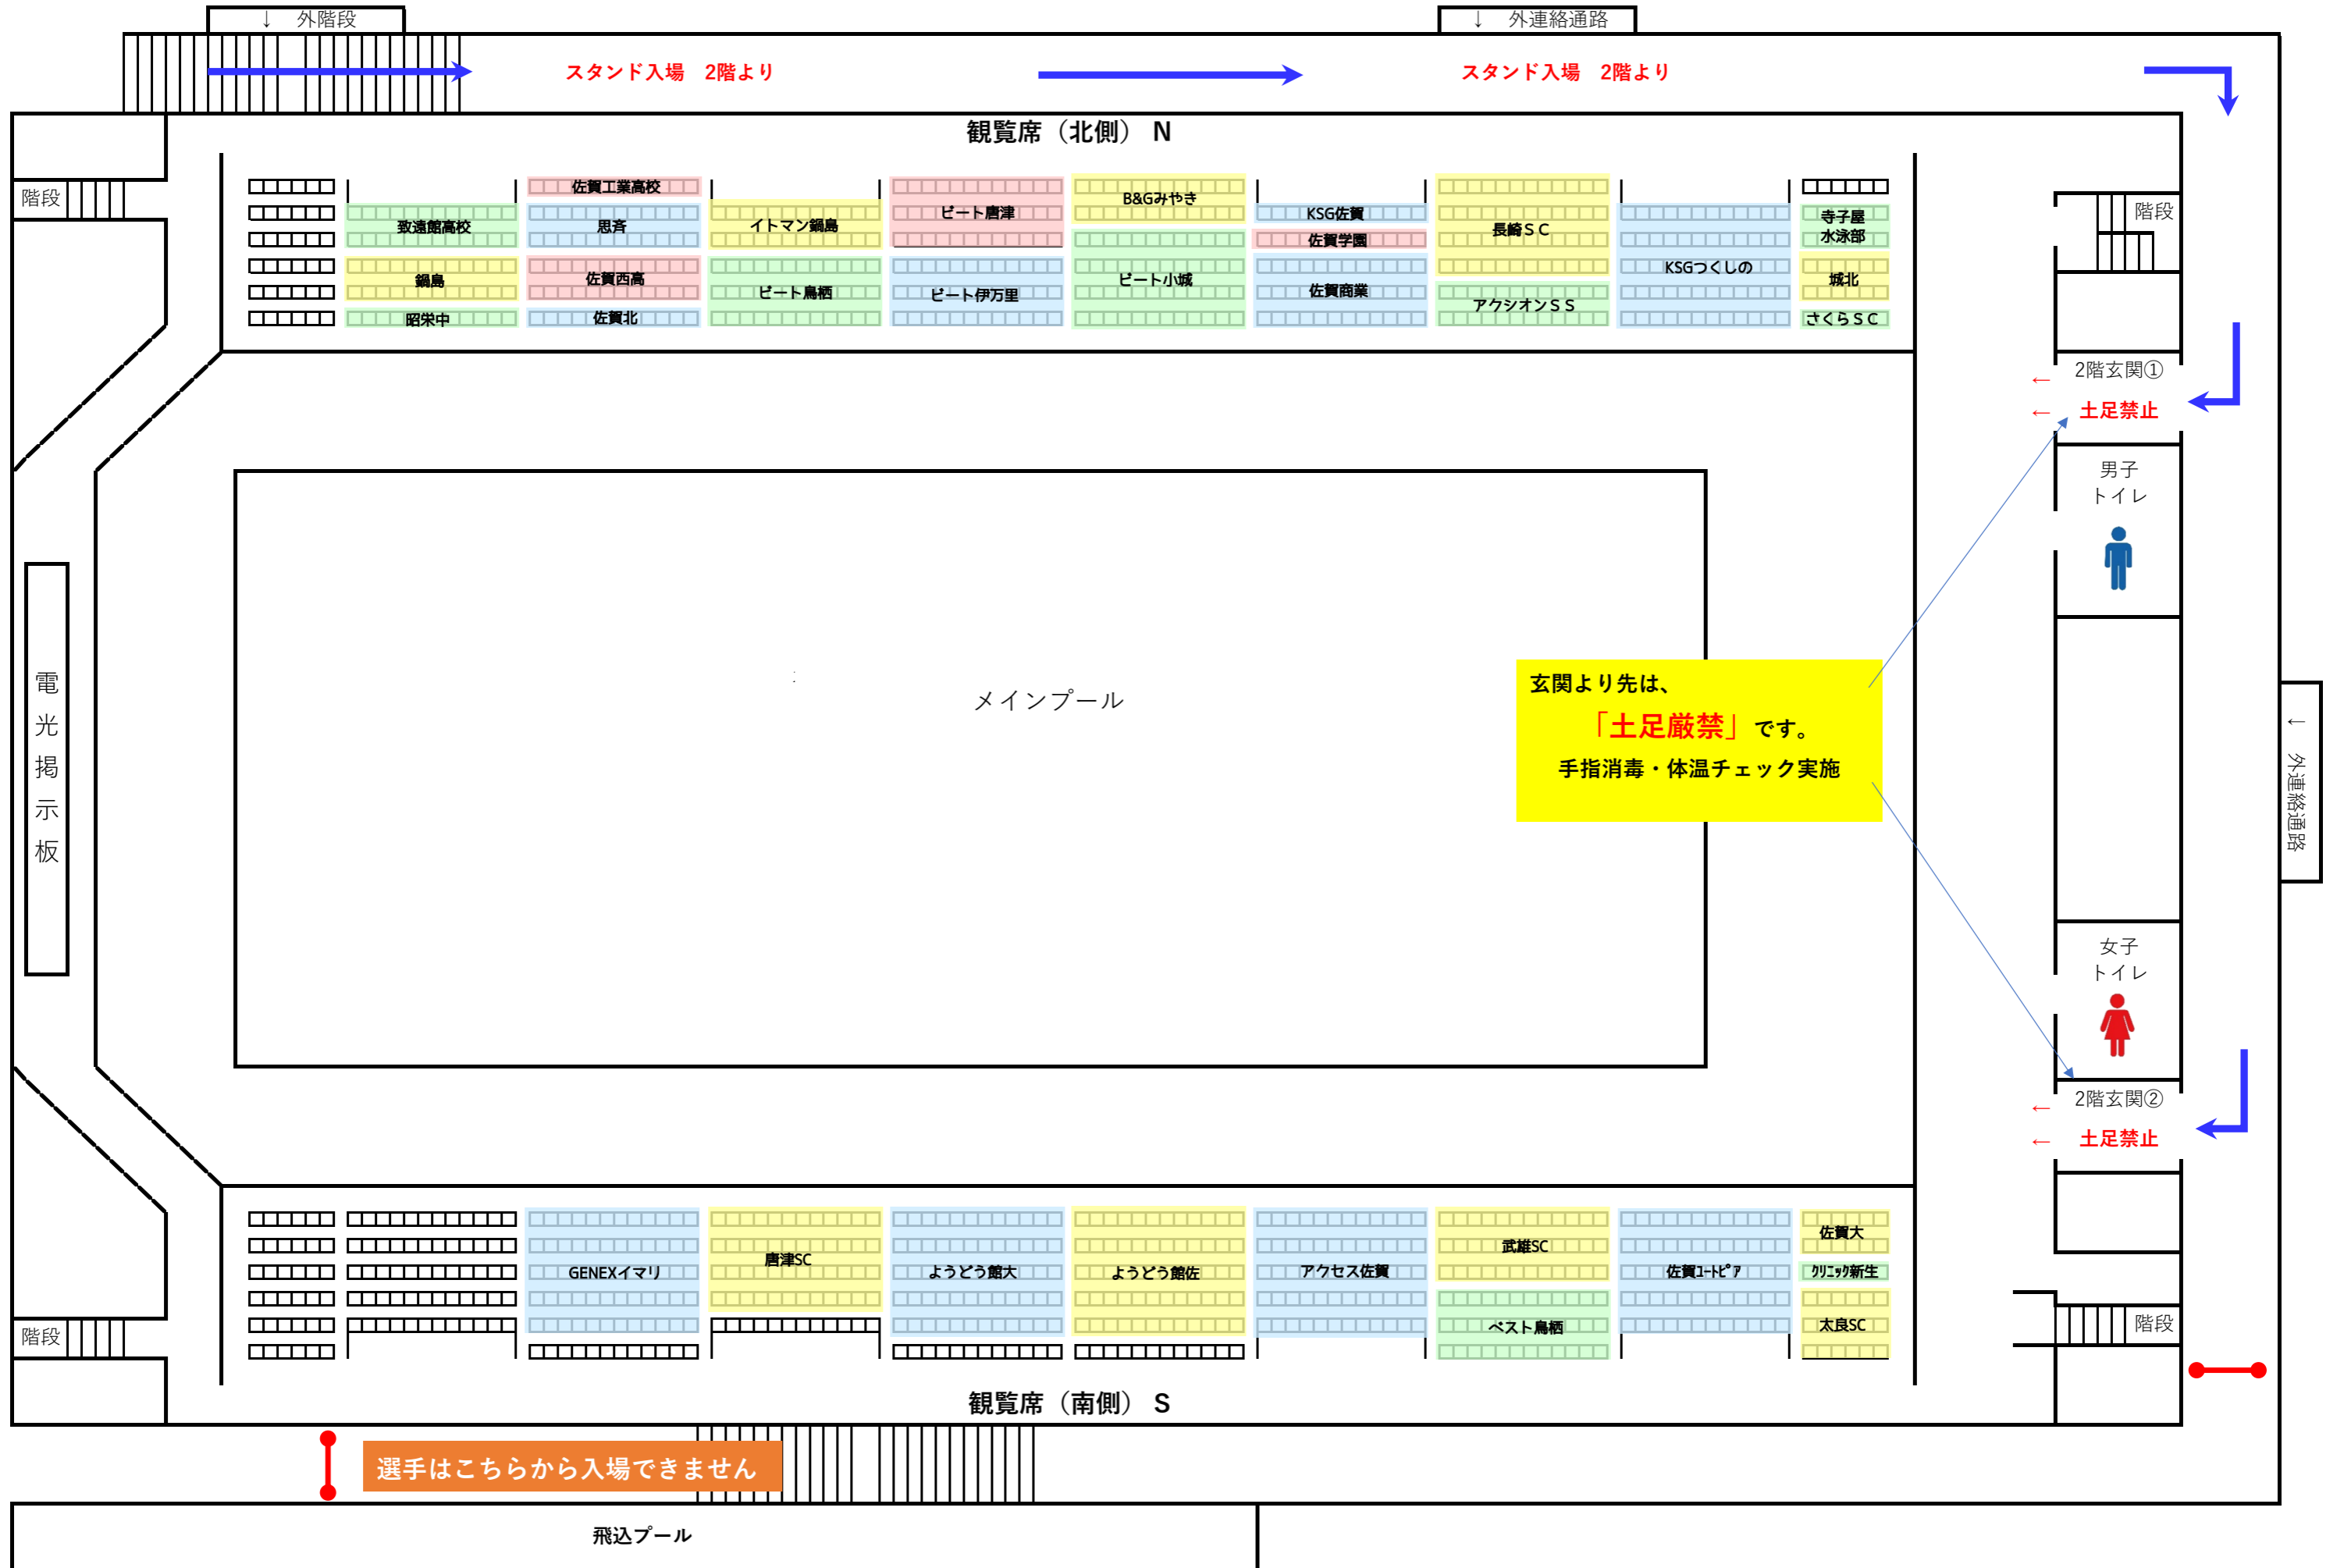 ↓　外階段
↓　外連絡通路
スタンド入場　2階より
スタンド入場　2階より
観覧席（北側） N
階段
佐賀工業高校
致遠館高校
思斉
イトマン鍋島
ビート唐津
B&Gみやき
KSG佐賀
佐賀学園
長崎ＳＣ
KSGつくしの
寺子屋
水泳部
階段
鍋島
佐賀西高
ビート鳥栖
ビート伊万里
ビート小城
佐賀商業
アクシオンＳＳ
城北
昭栄中
佐賀北
さくらＳＣ
2階玄関①
←
← 土足禁止
男子
トイレ
電光掲示板
メインプール
玄関より先は、
「土足厳禁」です。
手指消毒・体温チェック実施
← 外連絡通路
女子
トイレ
2階玄関②
←
← 土足禁止
GENEXイマリ
唐津SC
ようどう館大
ようどう館佐
アクセス佐賀
武雄SC
ベスト鳥栖
佐賀ﾕｰﾄﾋﾟｱ
佐賀大
ｸﾘﾆｯｸ新生
太良SC
階段
階段
観覧席（南側） S
選手はこちらから入場できません
飛込プール